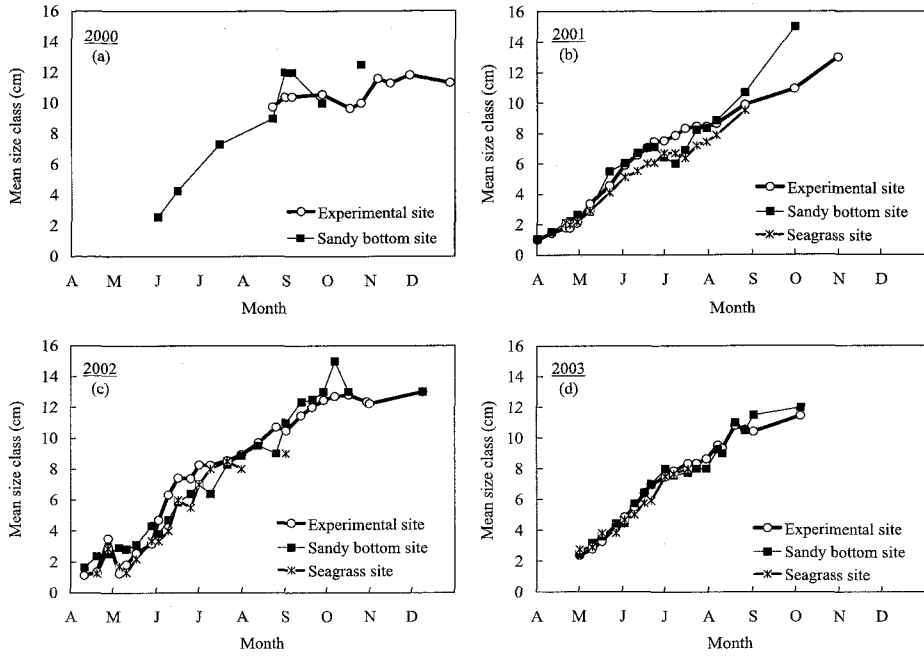 2000
(a)
Mean size class (cm)
16
14
12
10
8
6
4
2
0
Experimental site
Sandy bottom site
A M J J A S O N D
Month
2001
(b)
Mean size class (cm)
16
14
12
10
8
6
4
2
0
Experimental site
Sandy bottom site
Seagrass site
A M J J A S O N D
Month
2002
(c)
Mean size class (cm)
16
14
12
10
8
6
4
2
0
Experimental site
Sandy bottom site
Seagrass site
A M J J A S O N D
Month
2003
(d)
Mean size class (cm)
16
14
12
10
8
6
4
2
0
Experimental site
Sandy bottom site
Seagrass site
A M J J A S O N D
Month